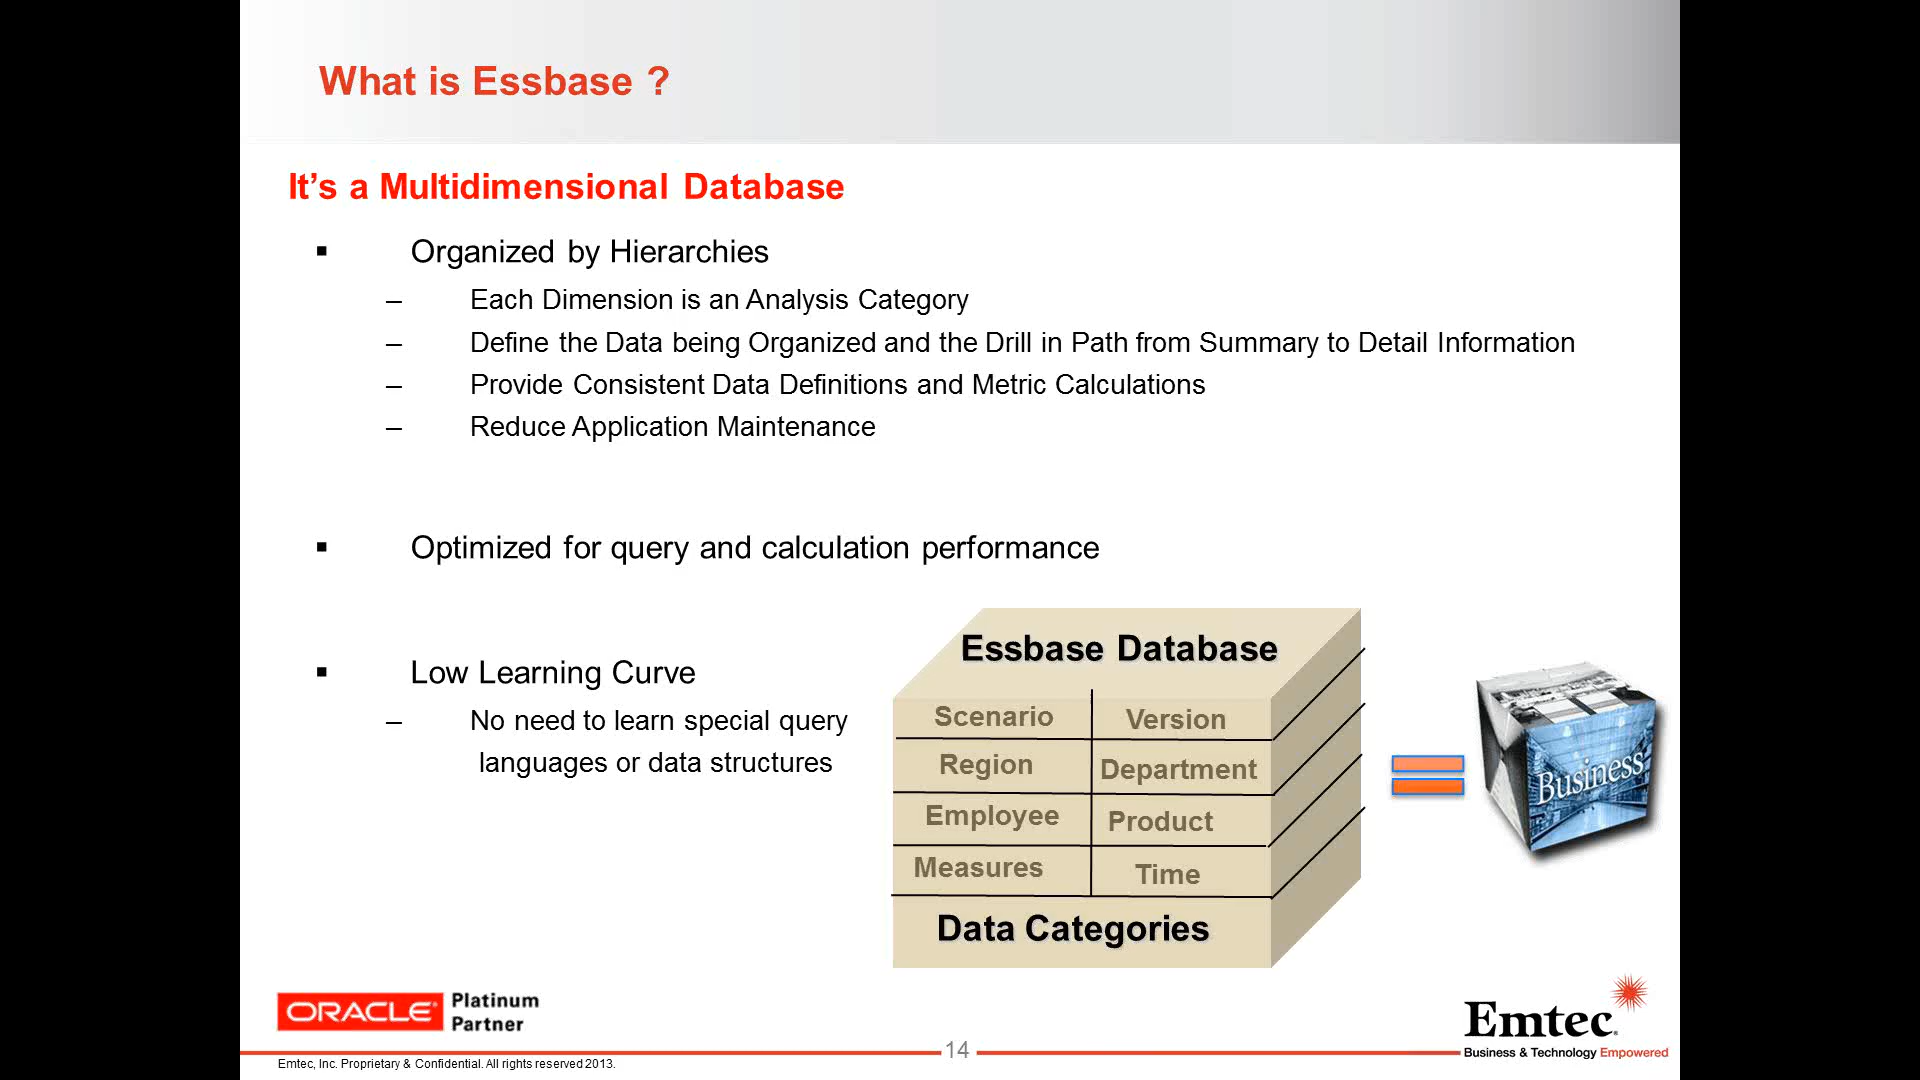 What is Essbase ?
It’s a Multidimensional Database
▪ Organized by Hierarchies
– Each Dimension is an Analysis Category
– Define the Data being Organized and the Drill in Path from Summary to Detail Information
– Provide Consistent Data Definitions and Metric Calculations
– Reduce Application Maintenance
▪ Optimized for query and calculation performance
▪ Low Learning Curve
– No need to learn special query
languages or data structures
Essbase Database
Scenario Version
Region Department
Employee Product
Measures Time
Data Categories
Business
ORACLE Platinum
Partner
Emtec
Business & Technology Empowered
14
Emtec, Inc. Proprietary & Confidential. All rights reserved 2013.